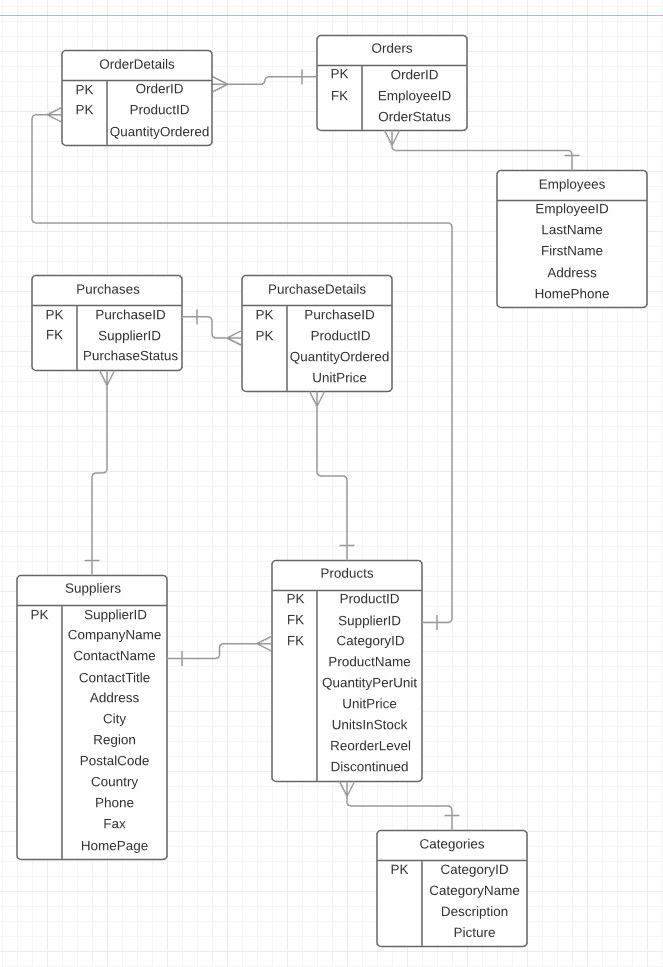 OrderDetails
PK OrderID
PK ProductID
QuantityOrdered
Orders
PK OrderID
FK EmployeeID
OrderStatus
Employees
EmployeeID
LastName
FirstName
Address
HomePhone
Purchases
PK PurchaseID
FK SupplierID
PurchaseStatus
PurchaseDetails
PK PurchaseID
PK ProductID
QuantityOrdered
UnitPrice
Suppliers
PK SupplierID
CompanyName
ContactName
ContactTitle
Address
City
Region
PostalCode
Country
Phone
Fax
HomePage
Products
PK ProductID
FK SupplierID
FK CategoryID
ProductName
QuantityPerUnit
UnitPrice
UnitsInStock
ReorderLevel
Discontinued
Categories
PK CategoryID
CategoryName
Description
Picture